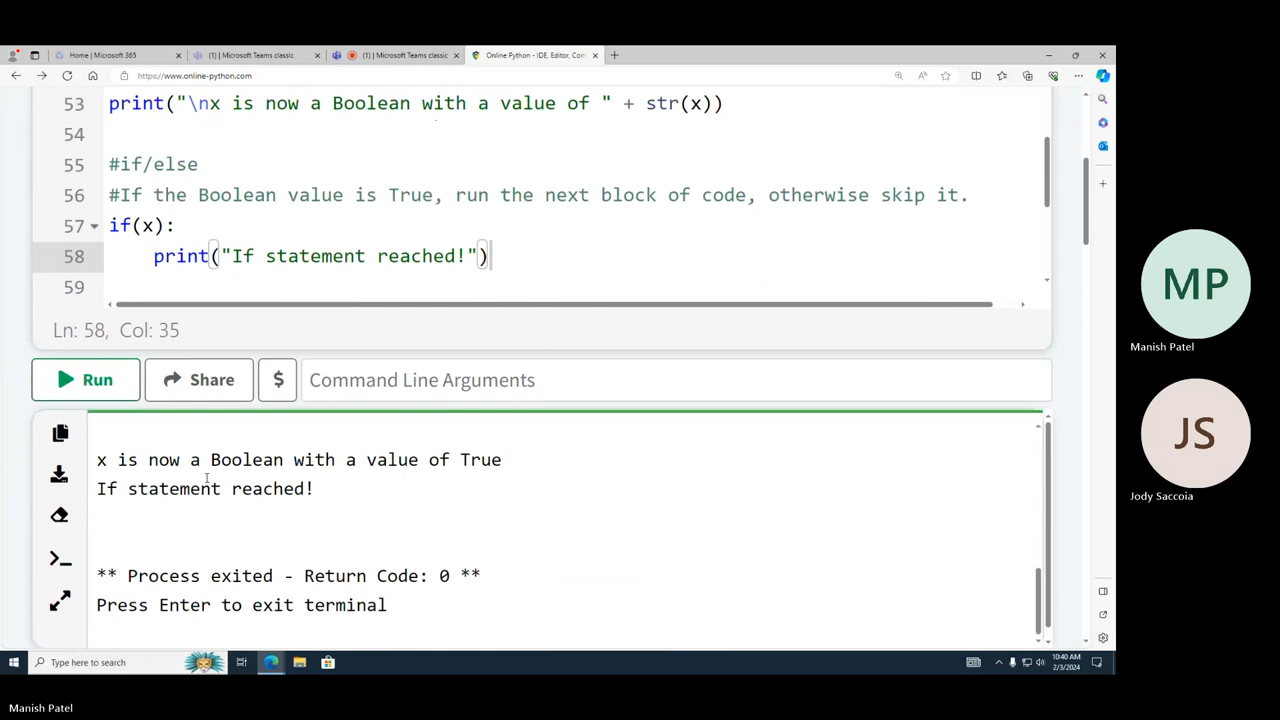 Home | Microsoft 365
(1) | Microsoft Teams classic
(1) | Microsoft Teams classic
Online Python - IDE, Editor, Com
https://www.online-python.com
53 print("\nx is now a Boolean with a value of " + str(x))
54
55 #if/else
56 #If the Boolean value is True, run the next block of code, otherwise skip it.
57 if(x):
58 print("If statement reached!")
59
Ln: 58, Col: 35
Run
Share
$
Command Line Arguments
x is now a Boolean with a value of True
If statement reached!
** Process exited - Return Code: 0 **
Press Enter to exit terminal
Type here to search
10:40 AM
2/3/2024
MP
Manish Patel
JS
Jody Saccoia
Manish Patel